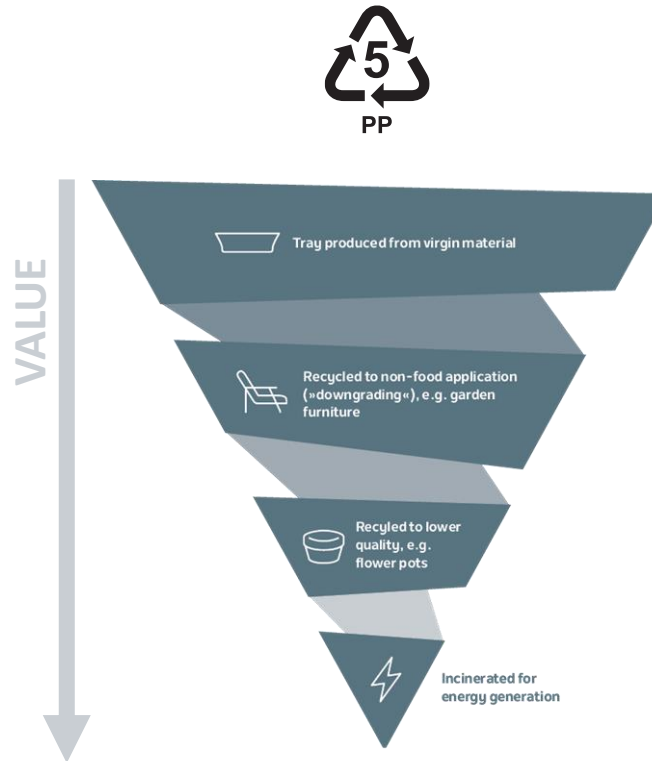 5
PP
VALUE
Tray produced from virgin material
Recycled to non-food application
(»downgrading«), e.g. garden
furniture
Recyled to lower
quality, e.g.
flower pots
Incinerated for
energy generation